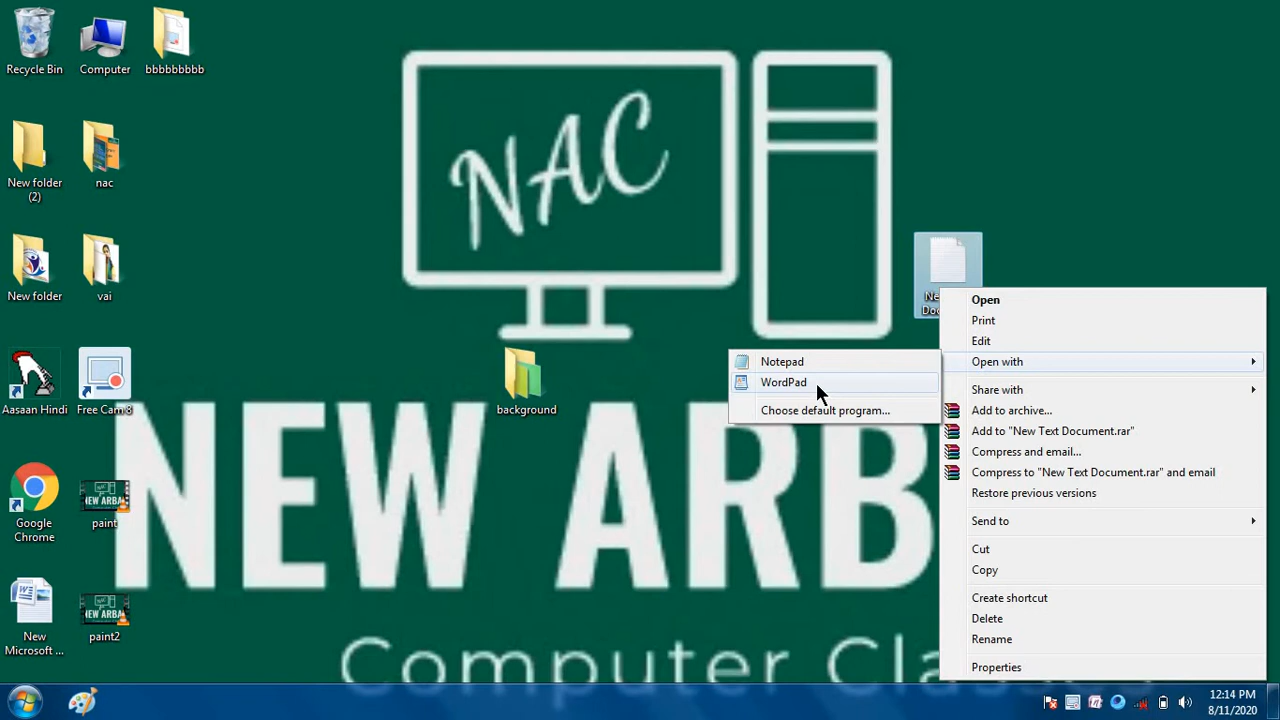 Recycle Bin
Computer
bbbbbbbbb
New folder
(2)
nac
New folder
vai
Aasaan Hindi
Free Cam 8
Google
Chrome
paint
New
Microsoft ...
paint2
background
NAC
NEW ARB
Computer Clas
Open
Print
Edit
Open with
Share with
Add to archive...
Add to "New Text Document.rar"
Compress and email...
Compress to "New Text Document.rar" and email
Restore previous versions
Send to
Cut
Copy
Create shortcut
Delete
Rename
Properties
Notepad
WordPad
Choose default program...
12:14 PM
8/11/2020